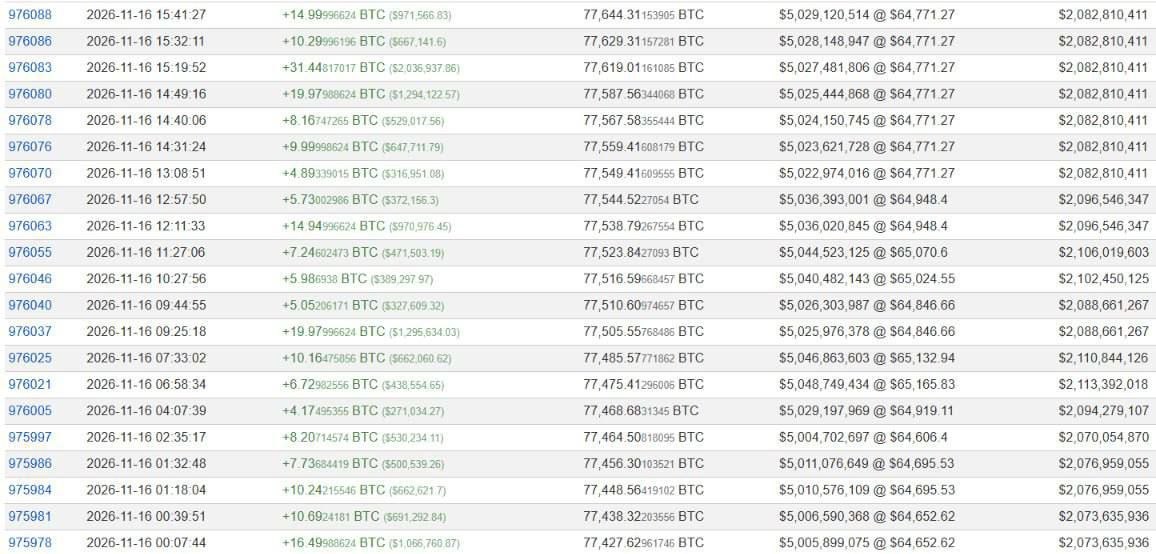 976088 2026-11-16 15:41:27 +14.99996624 BTC ($971,566.83) 77,644.31153905 BTC $5,029,120,514 @ $64,771.27 $2,082,810,411
976086 2026-11-16 15:32:11 +10.29996196 BTC ($667,141.6) 77,629.31157281 BTC $5,028,148,947 @ $64,771.27 $2,082,810,411
976083 2026-11-16 15:19:52 +31.44817017 BTC ($2,036,937.86) 77,619.01161085 BTC $5,027,481,806 @ $64,771.27 $2,082,810,411
976080 2026-11-16 14:49:16 +19.97988624 BTC ($1,294,122.57) 77,587.56344068 BTC $5,025,444,868 @ $64,771.27 $2,082,810,411
976078 2026-11-16 14:40:06 +8.16747265 BTC ($529,017.56) 77,567.58355444 BTC $5,024,150,745 @ $64,771.27 $2,082,810,411
976076 2026-11-16 14:31:24 +9.99998624 BTC ($647,711.79) 77,559.41608179 BTC $5,023,621,728 @ $64,771.27 $2,082,810,411
976070 2026-11-16 13:08:51 +4.89339015 BTC ($316,951.08) 77,549.41609555 BTC $5,022,974,016 @ $64,771.27 $2,082,810,411
976067 2026-11-16 12:57:50 +5.73002986 BTC ($372,156.3) 77,544.5227054 BTC $5,036,393,001 @ $64,948.4 $2,096,546,347
976063 2026-11-16 12:11:33 +14.94996624 BTC ($970,976.45) 77,538.79267554 BTC $5,036,020,845 @ $64,948.4 $2,096,546,347
976055 2026-11-16 11:27:06 +7.24602473 BTC ($471,503.19) 77,523.8427093 BTC $5,044,523,125 @ $65,070.6 $2,106,019,603
976046 2026-11-16 10:27:56 +5.986938 BTC ($389,297.97) 77,516.59668457 BTC $5,040,482,143 @ $65,024.55 $2,102,450,125
976040 2026-11-16 09:44:55 +5.05206171 BTC ($327,609.32) 77,510.60974657 BTC $5,026,303,987 @ $64,846.66 $2,088,661,267
976037 2026-11-16 09:25:18 +19.97996624 BTC ($1,295,634.03) 77,505.55768486 BTC $5,025,976,378 @ $64,846.66 $2,088,661,267
976025 2026-11-16 07:33:02 +10.16475856 BTC ($662,060.62) 77,485.57771862 BTC $5,046,863,603 @ $65,132.94 $2,110,844,126
976021 2026-11-16 06:58:34 +6.72982556 BTC ($438,554.65) 77,475.41296006 BTC $5,048,749,434 @ $65,165.83 $2,113,392,018
976005 2026-11-16 04:07:39 +4.17495355 BTC ($271,034.27) 77,468.6831345 BTC $5,029,197,969 @ $64,919.11 $2,094,279,107
975997 2026-11-16 02:35:17 +8.20714574 BTC ($530,234.11) 77,464.50818095 BTC $5,004,702,697 @ $64,606.4 $2,070,054,870
975986 2026-11-16 01:32:48 +7.73684419 BTC ($500,539.26) 77,456.30103521 BTC $5,011,076,649 @ $64,695.53 $2,076,959,055
975984 2026-11-16 01:18:04 +10.24215546 BTC ($662,621.7) 77,448.56419102 BTC $5,010,576,109 @ $64,695.53 $2,076,959,055
975981 2026-11-16 00:39:51 +10.6924181 BTC ($691,292.84) 77,438.32203556 BTC $5,006,590,368 @ $64,652.62 $2,073,635,936
975978 2026-11-16 00:07:44 +16.49988624 BTC ($1,066,760.87) 77,427.62961746 BTC $5,005,899,075 @ $64,652.62 $2,073,635,936